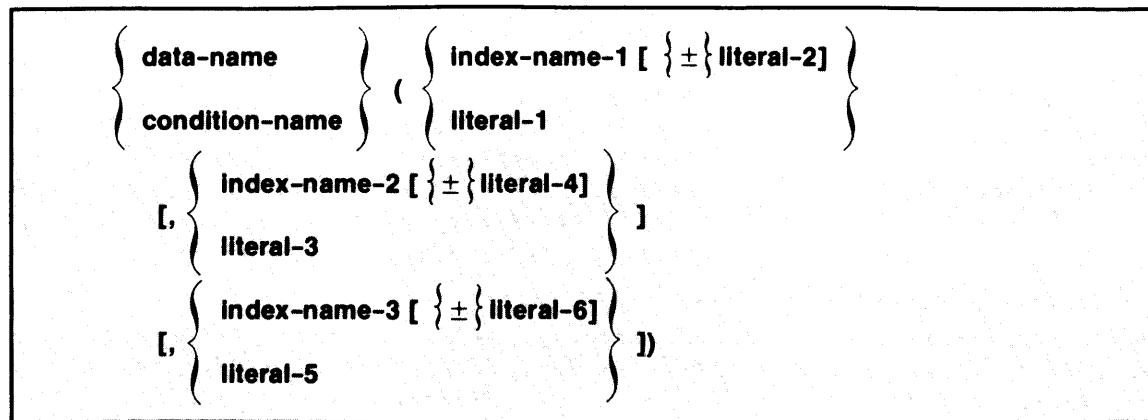 { data-name } ( { index-name-1 [ { ± } literal-2] }
{ condition-name } { literal-1 }
[, { index-name-2 [ { ± } literal-4] } ]
{ literal-3 }
[, { index-name-3 [ { ± } literal-6] } ])
{ literal-5 }